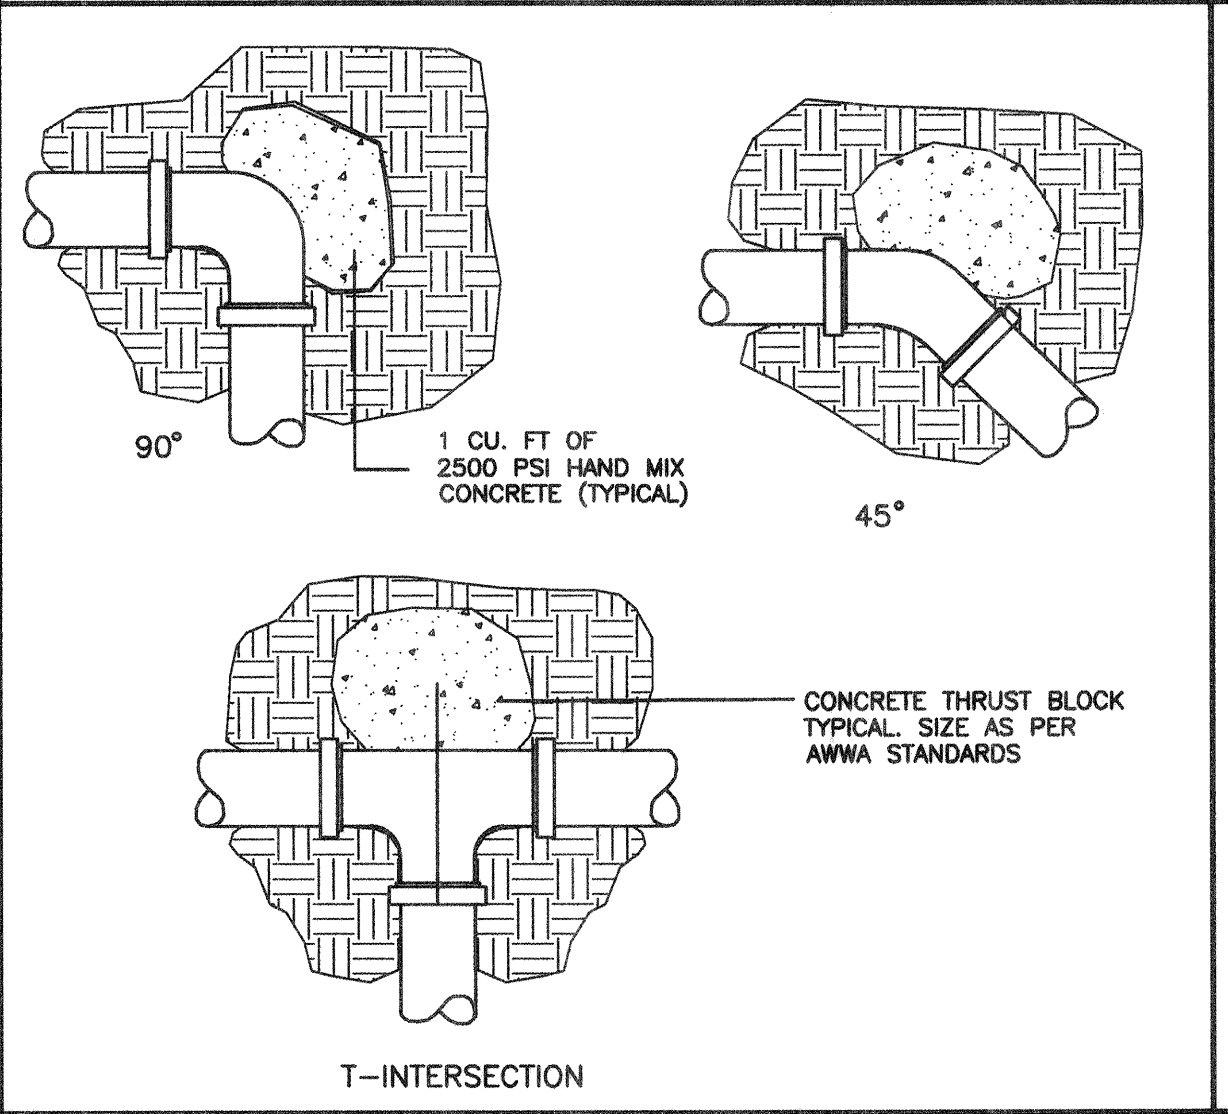 90°
1 CU. FT OF
2500 PSI HAND MIX
CONCRETE (TYPICAL)
45°
CONCRETE THRUST BLOCK
TYPICAL. SIZE AS PER
AWWA STANDARDS
T-INTERSECTION